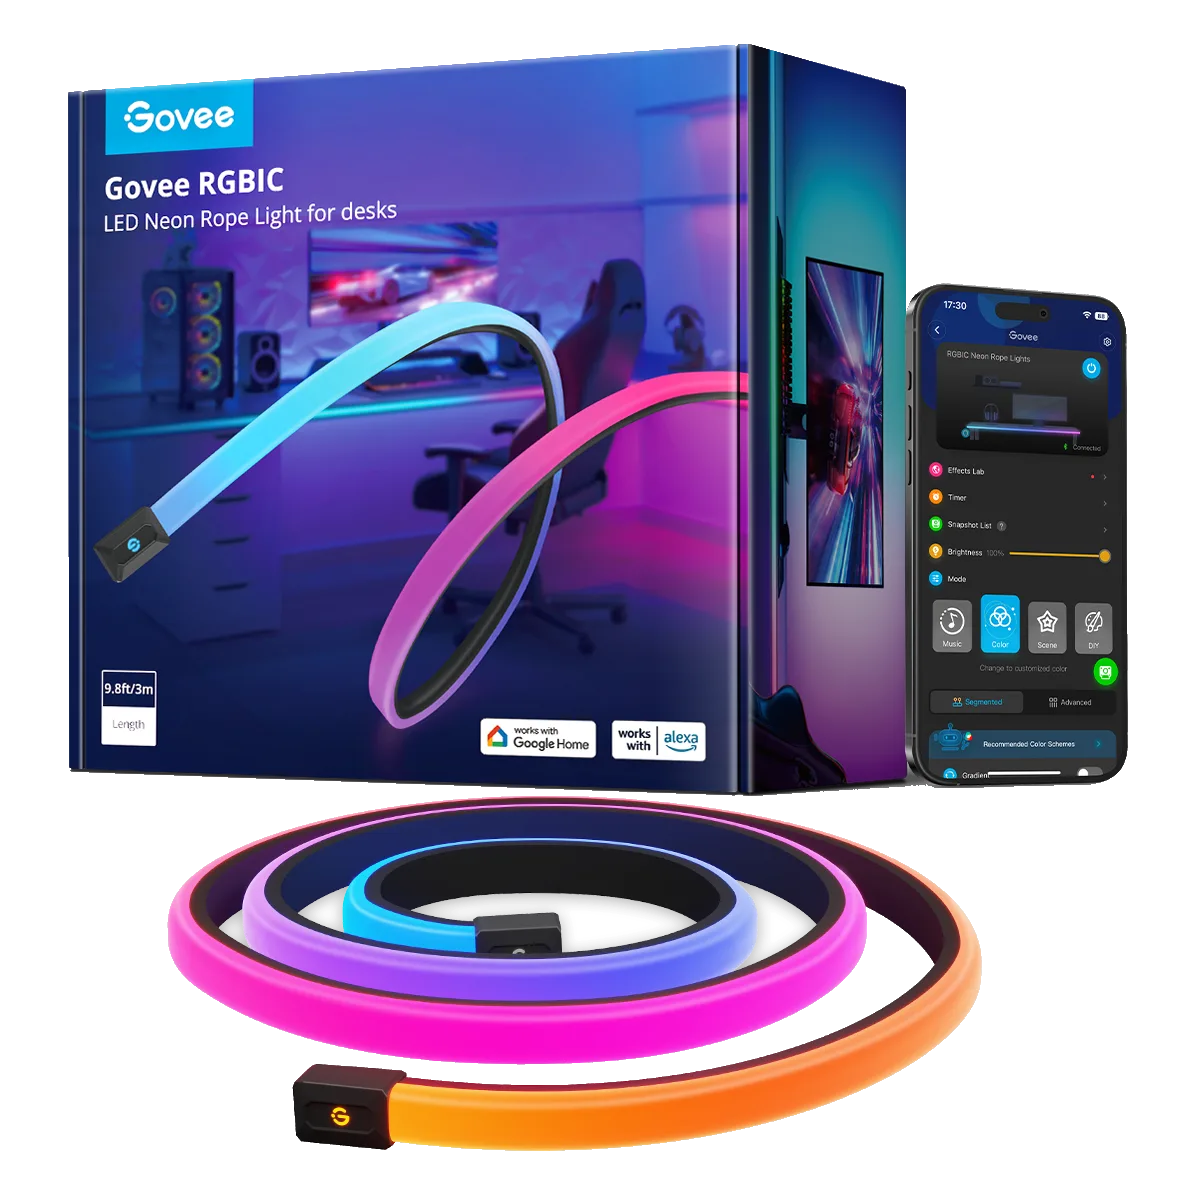 Govee
Govee RGBIC
LED Neon Rope Light for desks
9.8ft/3m
Length
works with
Google Home
works
with
alexa
17:30
88
Govee
RGBIC Neon Rope Lights
Connected
Effects Lab
Timer
Snapshot List ?
Brightness 100%
Mode
Music
Color
Scene
DIY
Change to customized color
Segmented
Advanced
Recommended Color Schemes
Gradient